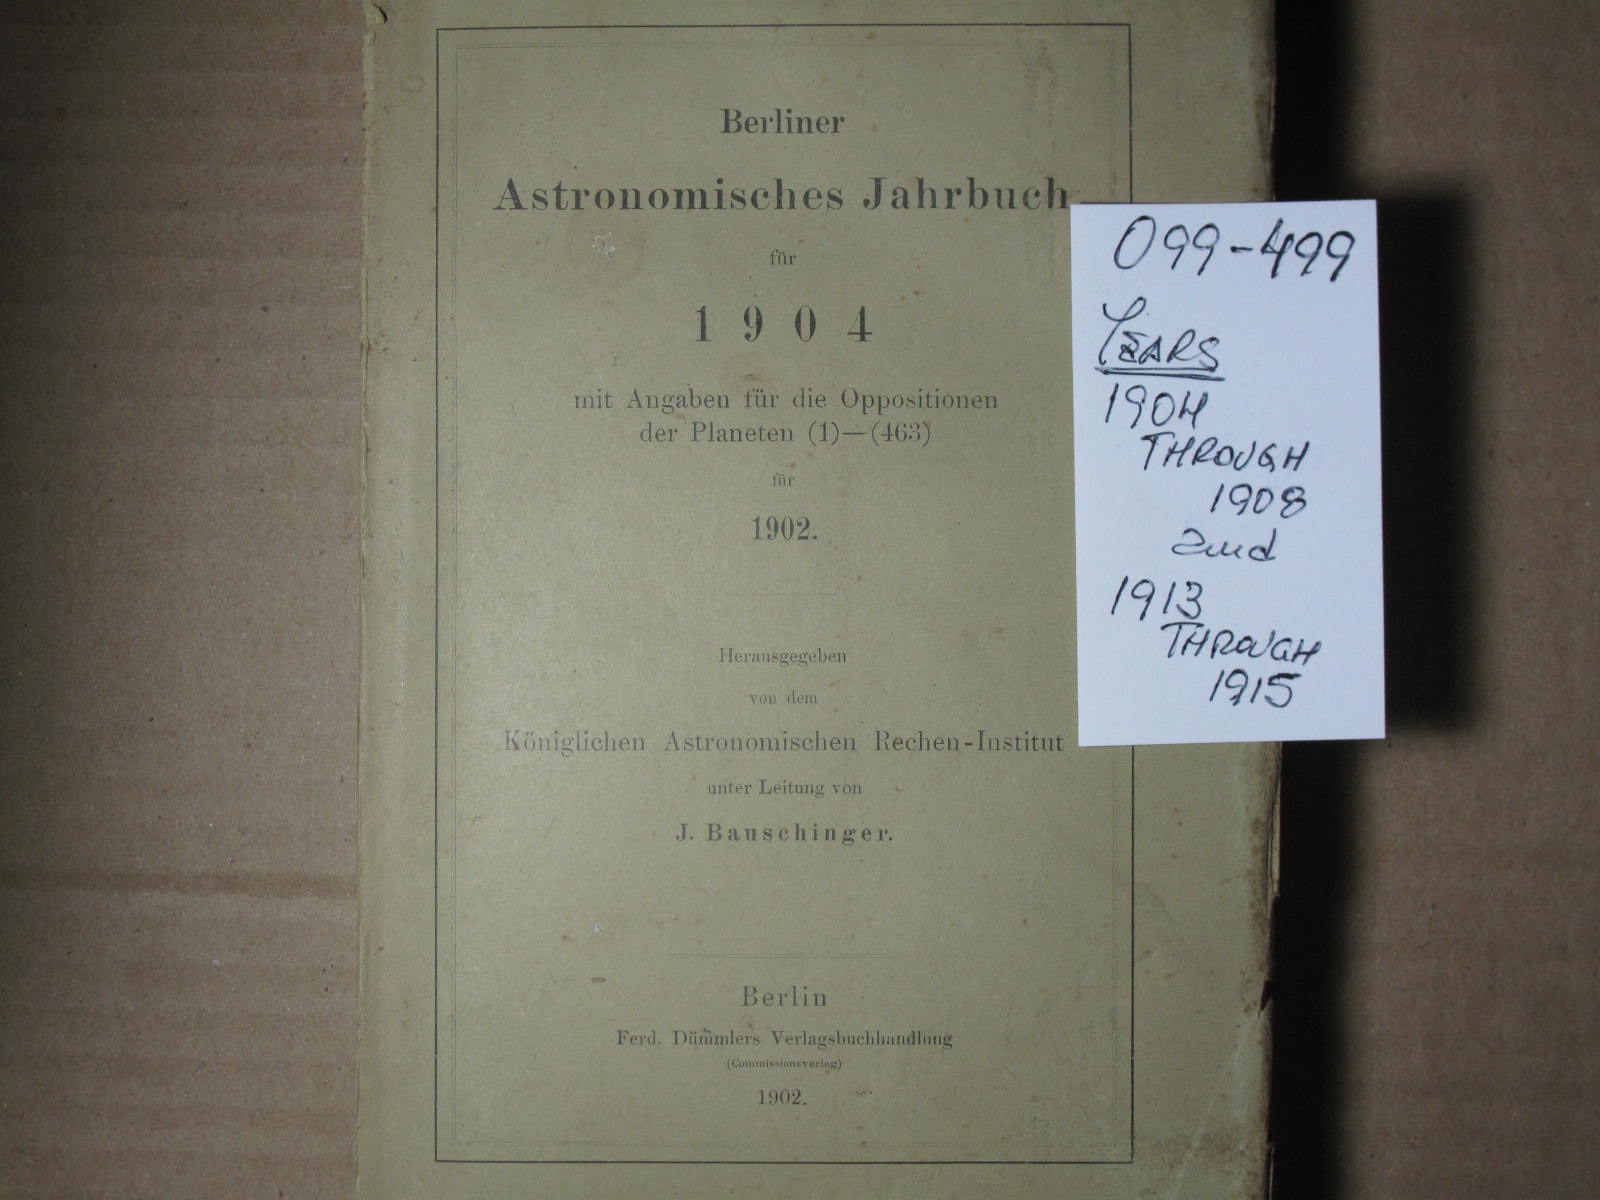 Berliner
Astronomisches Jahrbuch
für
1904
mit Angaben für die Oppositionen
der Planeten (1)—(463)
für
1902.
Herausgegeben
von dem
Königlichen Astronomischen Rechen-Institut
unter Leitung von
J. Bauschinger.
Berlin
Ferd. Dümmlers Verlagsbuchhandlung
(Commissionsverlag)
1902.
099-499
YEARS
1904
THROUGH
1908
and
1913
THROUGH
1915